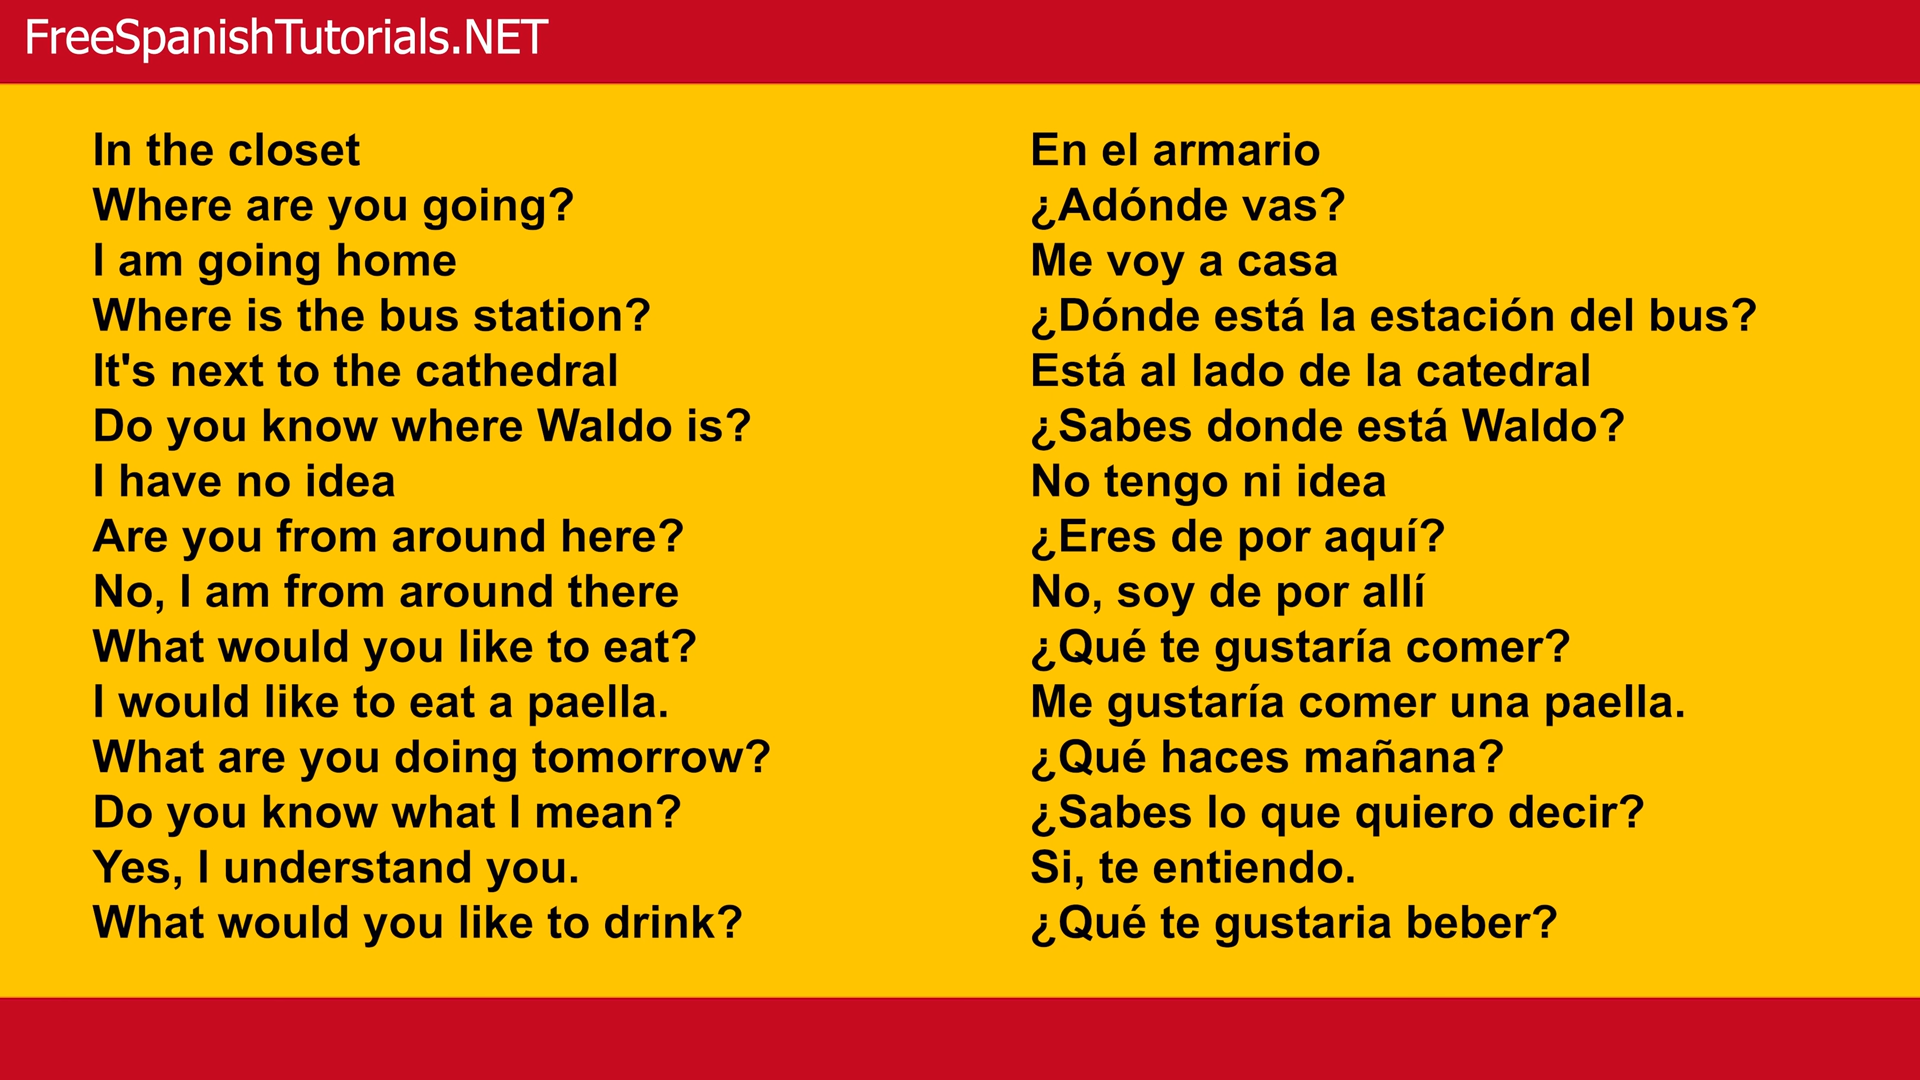 FreeSpanishTutorials.NET
In the closet
Where are you going?
I am going home
Where is the bus station?
It's next to the cathedral
Do you know where Waldo is?
I have no idea
Are you from around here?
No, I am from around there
What would you like to eat?
I would like to eat a paella.
What are you doing tomorrow?
Do you know what I mean?
Yes, I understand you.
What would you like to drink?
En el armario
¿Adónde vas?
Me voy a casa
¿Dónde está la estación del bus?
Está al lado de la catedral
¿Sabes donde está Waldo?
No tengo ni idea
¿Eres de por aquí?
No, soy de por allí
¿Qué te gustaría comer?
Me gustaría comer una paella.
¿Qué haces mañana?
¿Sabes lo que quiero decir?
Si, te entiendo.
¿Qué te gustaria beber?